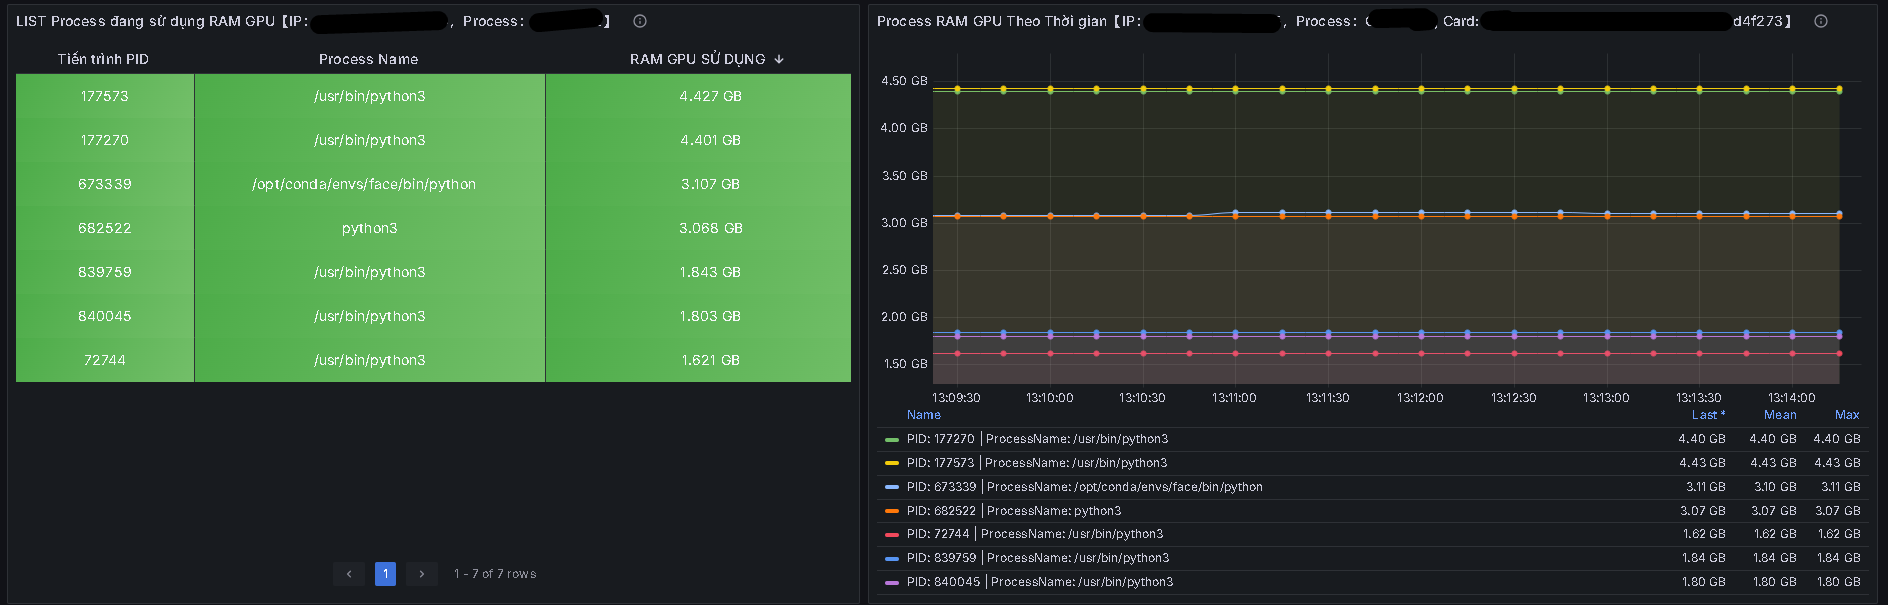 LIST Process đang sử dụng RAM GPU【IP: , Process: 】
Tiến trình PID Process Name RAM GPU SỬ DỤNG ↓
177573 /usr/bin/python3 4.427 GB
177270 /usr/bin/python3 4.401 GB
673339 /opt/conda/envs/face/bin/python 3.107 GB
682522 python3 3.068 GB
839759 /usr/bin/python3 1.843 GB
840045 /usr/bin/python3 1.803 GB
72744 /usr/bin/python3 1.621 GB
‹ 1 › 1 - 7 of 7 rows
Process RAM GPU Theo Thời gian【IP: , Process: , Card: d4f273】
4.50 GB
4.00 GB
3.50 GB
3.00 GB
2.50 GB
2.00 GB
1.50 GB
13:09:30 13:10:00 13:10:30 13:11:00 13:11:30 13:12:00 13:12:30 13:13:00 13:13:30 13:14:00
Name Last * Mean Max
PID: 177270 | ProcessName: /usr/bin/python3 4.40 GB 4.40 GB 4.40 GB
PID: 177573 | ProcessName: /usr/bin/python3 4.43 GB 4.43 GB 4.43 GB
PID: 673339 | ProcessName: /opt/conda/envs/face/bin/python 3.11 GB 3.10 GB 3.11 GB
PID: 682522 | ProcessName: python3 3.07 GB 3.07 GB 3.07 GB
PID: 72744 | ProcessName: /usr/bin/python3 1.62 GB 1.62 GB 1.62 GB
PID: 839759 | ProcessName: /usr/bin/python3 1.84 GB 1.84 GB 1.84 GB
PID: 840045 | ProcessName: /usr/bin/python3 1.80 GB 1.80 GB 1.80 GB